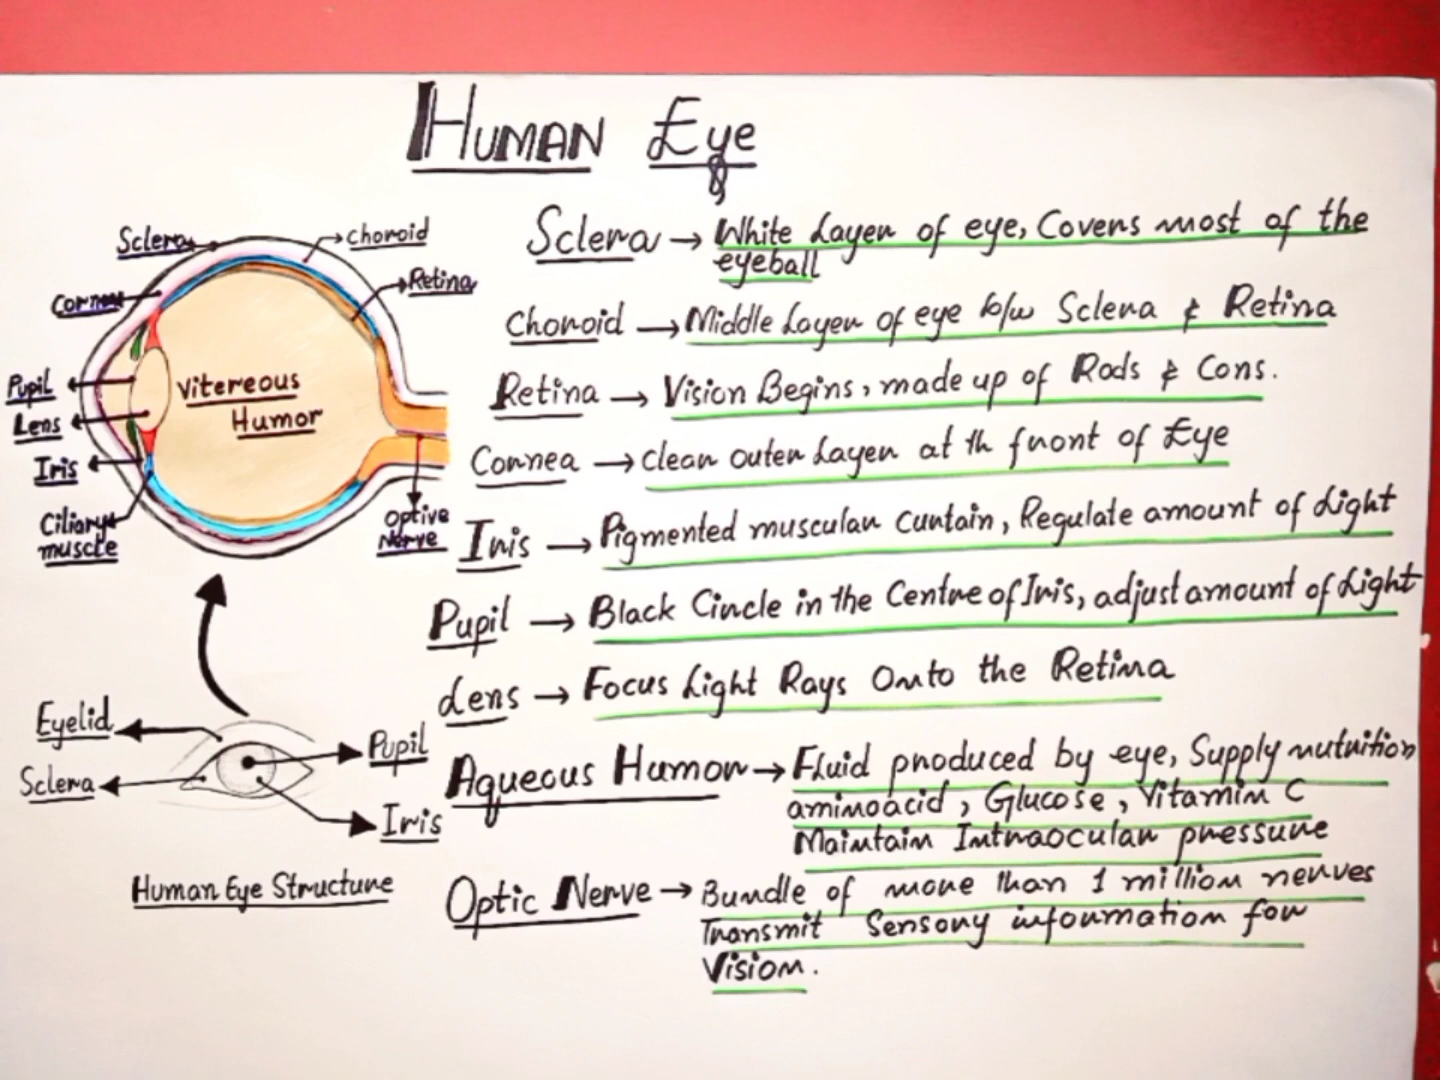 HUMAN Eye
Sclera
choroid
Retina
Cornea
Pupil
Lens
Iris
Ciliary
muscle
Vitereous
Humor
Optive
Nerve
Sclera → White Layer of eye, Covers most of the
eyeball
Choroid → Middle Layer of eye b/w Sclera & Retina
Retina → Vision Begins, made up of Rods & Cons.
Cornea → Clear outer Layer at th front of Eye
Iris → Pigmented muscular Curtain, Regulate amount of Light
Pupil → Black Circle in the Centre of Iris, adjust amount of Light
Lens → Focus Light Rays Onto the Retina
Aqueous Humor → Fluid produced by eye, Supply nutrition
aminoacid, Glucose, Vitamin C
Maintain Intraocular pressure
Optic Nerve → Bundle of more than 1 million nerves
Transmit Sensory information for
Vision.
Eyelid
Sclera
Pupil
Iris
Human Eye Structure